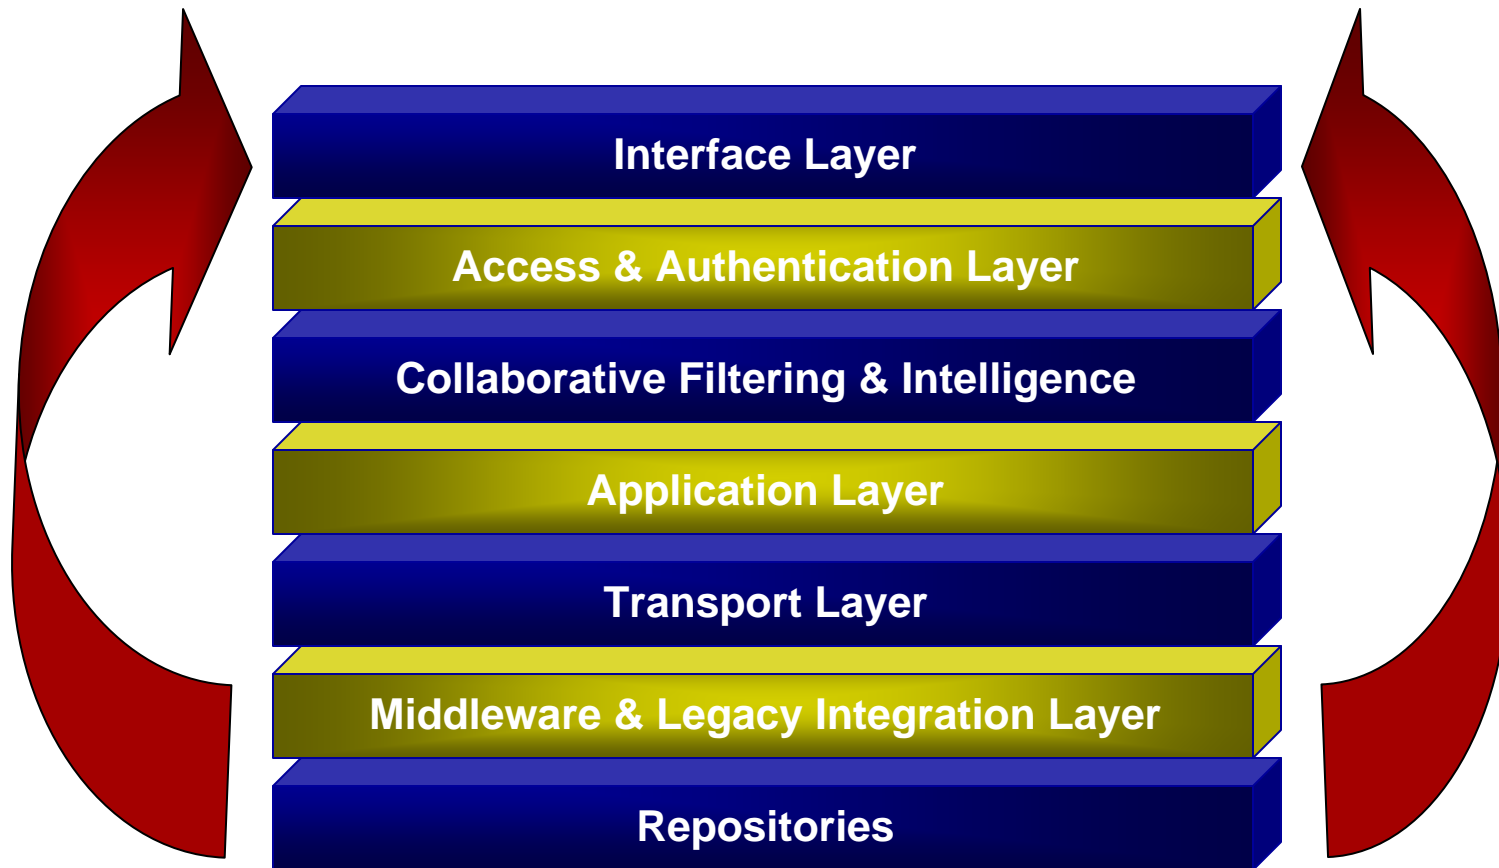 Interface Layer
Access & Authentication Layer
Collaborative Filtering & Intelligence
Application Layer
Transport Layer
Middleware & Legacy Integration Layer
Repositories